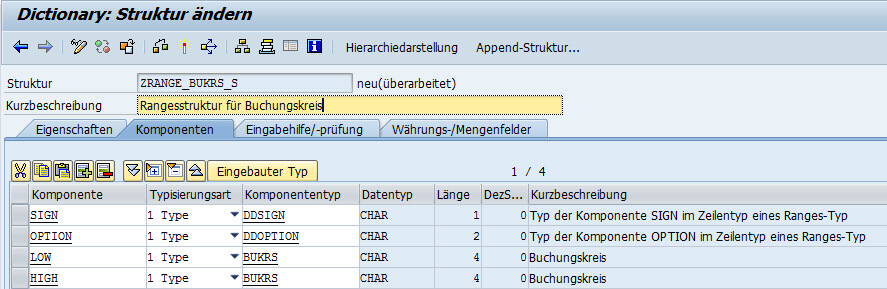 Dictionary: Struktur ändern
Hierarchiedarstellung Append-Struktur...
Struktur ZRANGE_BUKRS_S neu(überarbeitet)
Kurzbeschreibung Rangesstruktur für Buchungskreis
Eigenschaften Komponenten Eingabehilfe/-prüfung Währungs-/Mengenfelder
Eingebauter Typ 1 / 4
Komponente Typisierungsart Komponententyp Datentyp Länge DezS... Kurzbeschreibung
SIGN 1 Type DDSIGN CHAR 1 0 Typ der Komponente SIGN im Zeilentyp eines Ranges-Typ
OPTION 1 Type DDOPTION CHAR 2 0 Typ der Komponente OPTION im Zeilentyp eines Ranges-Typ
LOW 1 Type BUKRS CHAR 4 0 Buchungskreis
HIGH 1 Type BUKRS CHAR 4 0 Buchungskreis